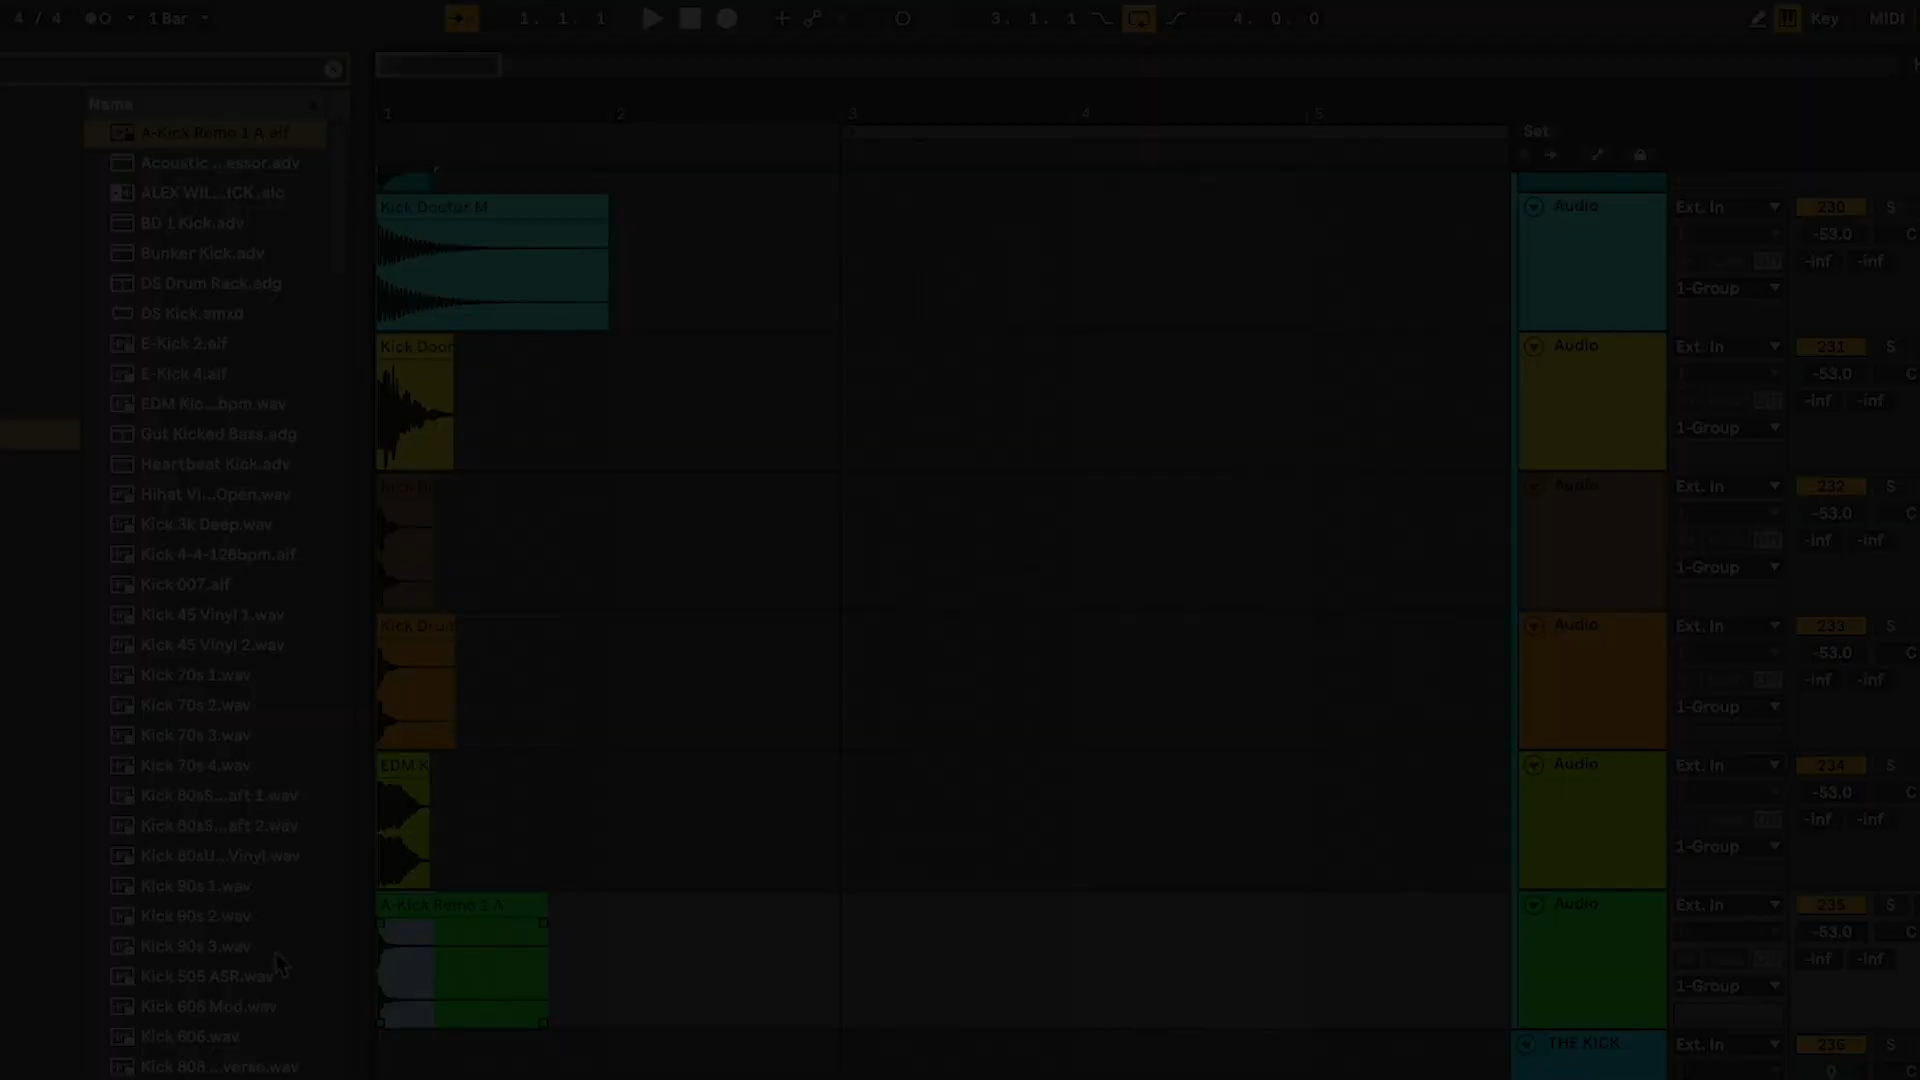 4 / 4
1 Bar
1. 1. 1
3. 1. 1
4. 0. 0
Key
MIDI
Name
A-Kick Remo 1 A.aif
Acoustic ...essor.adv
ALEX WIL...ICK .alc
BD 1 Kick.adv
Bunker Kick.adv
DS Drum Rack.adg
DS Kick.amxd
E-Kick 2.aif
E-Kick 4.aif
EDM Kic...bpm.wav
Gut Kicked Bass.adg
Heartbeat Kick.adv
Hihat Vi...Open.wav
Kick 3k Deep.wav
Kick 4-4-128bpm.aif
Kick 007.aif
Kick 45 Vinyl 1.wav
Kick 45 Vinyl 2.wav
Kick 70s 1.wav
Kick 70s 2.wav
Kick 70s 3.wav
Kick 70s 4.wav
Kick 80sS...aft 1.wav
Kick 80sS...aft 2.wav
Kick 80sU...Vinyl.wav
Kick 90s 1.wav
Kick 90s 2.wav
Kick 90s 3.wav
Kick 505 ASR.wav
Kick 606 Mod.wav
Kick 606.wav
Kick 808 ...verse.wav
1 2 3 4 5
Set
Kick Doctor M
Audio
Ext. In
230
S
-53.0
C
-inf -inf
1-Group
Kick Door
Audio
Ext. In
231
S
-53.0
C
-inf -inf
1-Group
Audio
Ext. In
232
S
-53.0
C
-inf -inf
1-Group
Kick Drum
Audio
Ext. In
233
S
-53.0
C
-inf -inf
1-Group
EDM K
Audio
Ext. In
234
S
-53.0
C
-inf -inf
1-Group
A-Kick Remo 1 A
Audio
Ext. In
235
S
-53.0
C
-inf -inf
1-Group
THE KICK
Ext. In
236
S
0
C